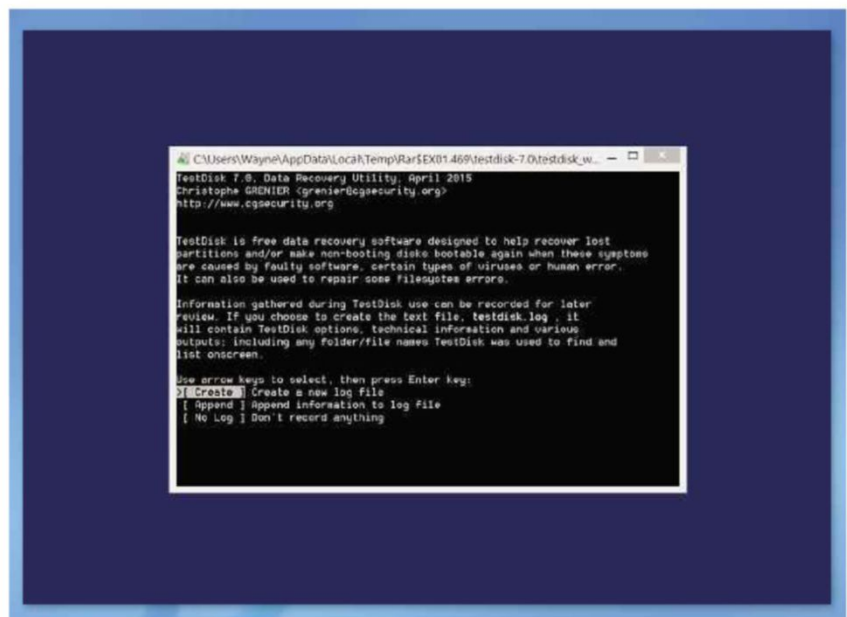 C:\Users\Wayne\AppData\Local\Temp\Rar$EX01.469\testdisk-7.0\testdisk_w...
TestDisk 7.0, Data Recovery Utility, April 2015
Christophe GRENIER <grenier@cgsecurity.org>
http://www.cgsecurity.org
TestDisk is free data recovery software designed to help recover lost
partitions and/or make non-booting disks bootable again when these symptoms
are caused by faulty software, certain types of viruses or human error.
It can also be used to repair some filesystem errors.
Information gathered during TestDisk use can be recorded for later
review. If you choose to create the text file, testdisk.log , it
will contain TestDisk options, technical information and various
outputs; including any folder/file names TestDisk was used to find and
list onscreen.
Use arrow keys to select, then press Enter key:
>[ Create ] Create a new log file
[ Append ] Append information to log file
[ No Log ] Don't record anything